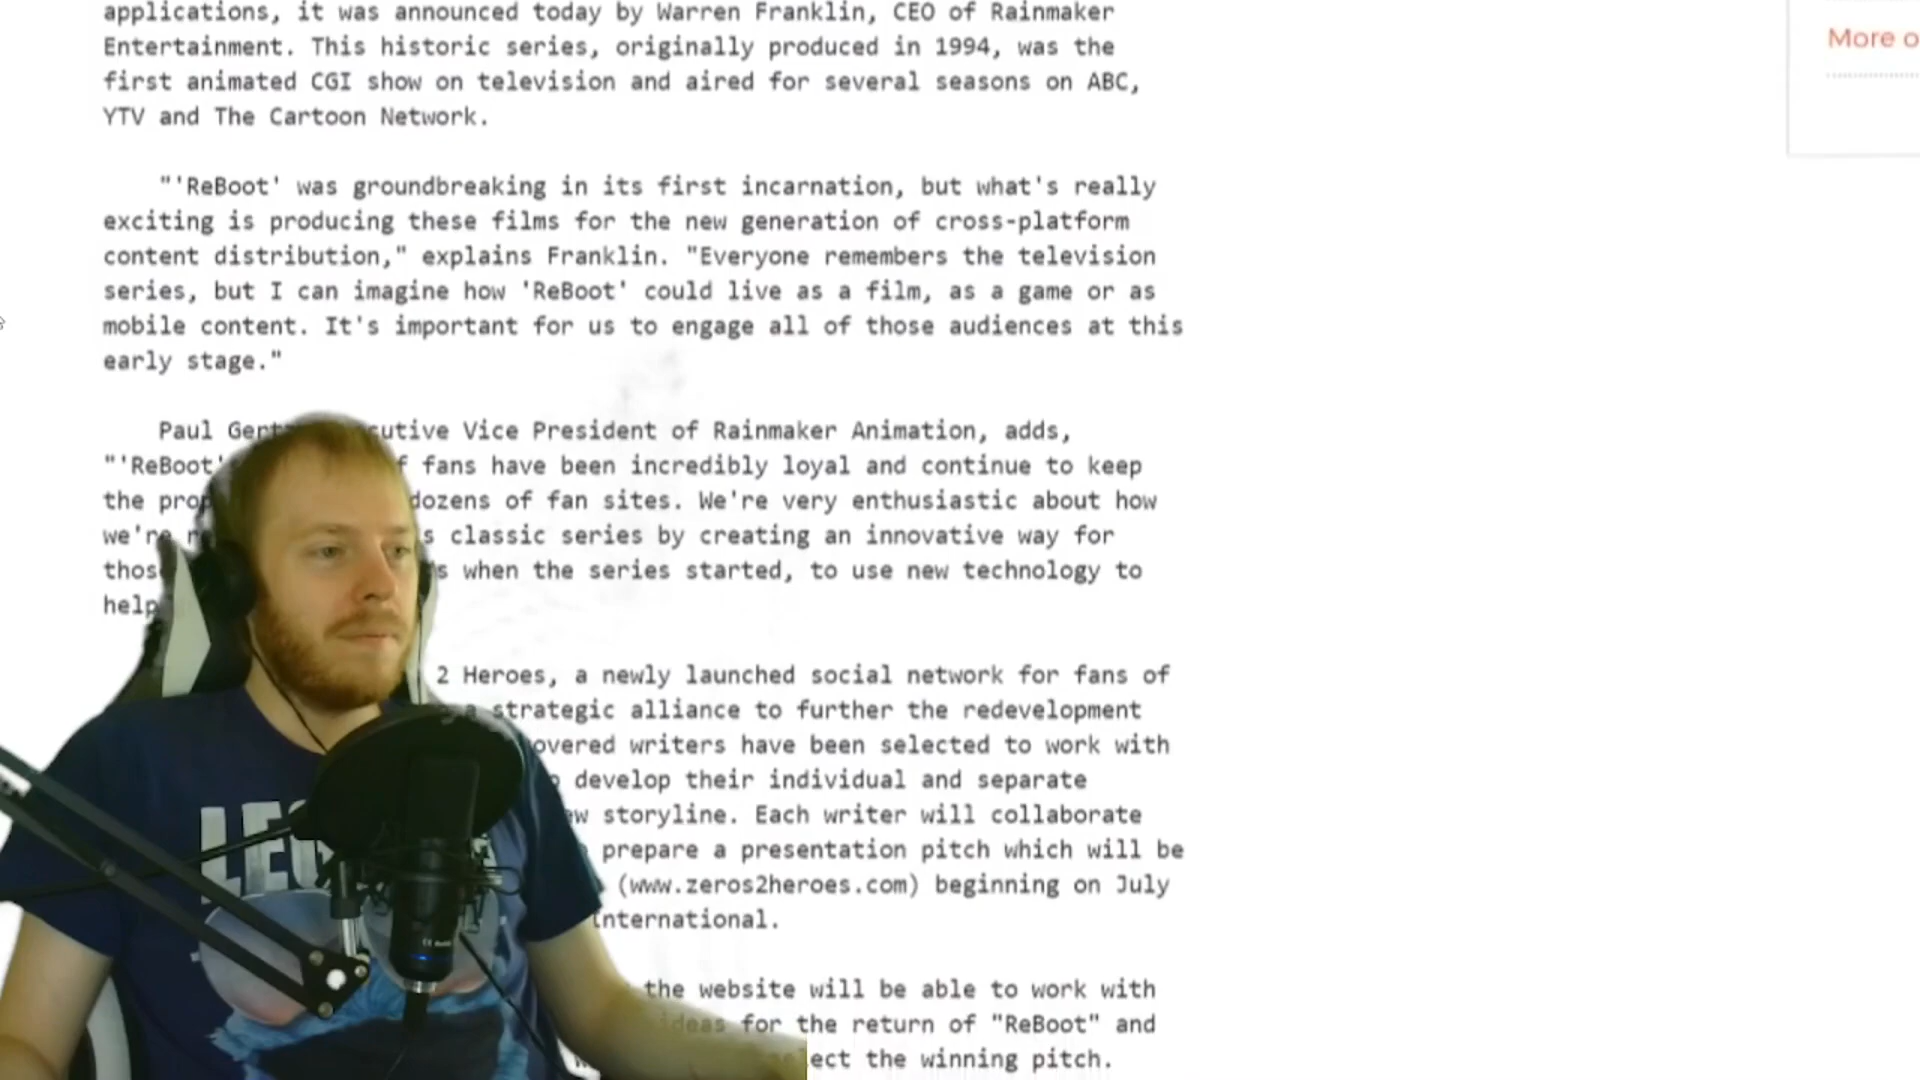 applications, it was announced today by Warren Franklin, CEO of Rainmaker
Entertainment. This historic series, originally produced in 1994, was the
first animated CGI show on television and aired for several seasons on ABC,
YTV and The Cartoon Network.
"'ReBoot' was groundbreaking in its first incarnation, but what's really
exciting is producing these films for the new generation of cross-platform
content distribution," explains Franklin. "Everyone remembers the television
series, but I can imagine how 'ReBoot' could live as a film, as a game or as
mobile content. It's important for us to engage all of those audiences at this
early stage."
Paul Vice President of Rainmaker Animation, adds,
"'ReBoot' fans have been incredibly loyal and continue to keep
the dozens of fan sites. We're very enthusiastic about how
we're classic series by creating an innovative way for
when the series started, to use new technology to
help
2 Heroes, a newly launched social network for fans of
a strategic alliance to further the redevelopment
writers have been selected to work with
develop their individual and separate
storyline. Each writer will collaborate
prepare a presentation pitch which will be
(www.zeros2heroes.com) beginning on July
International.
the website will be able to work with
ideas for the return of "ReBoot" and
the winning pitch.
More